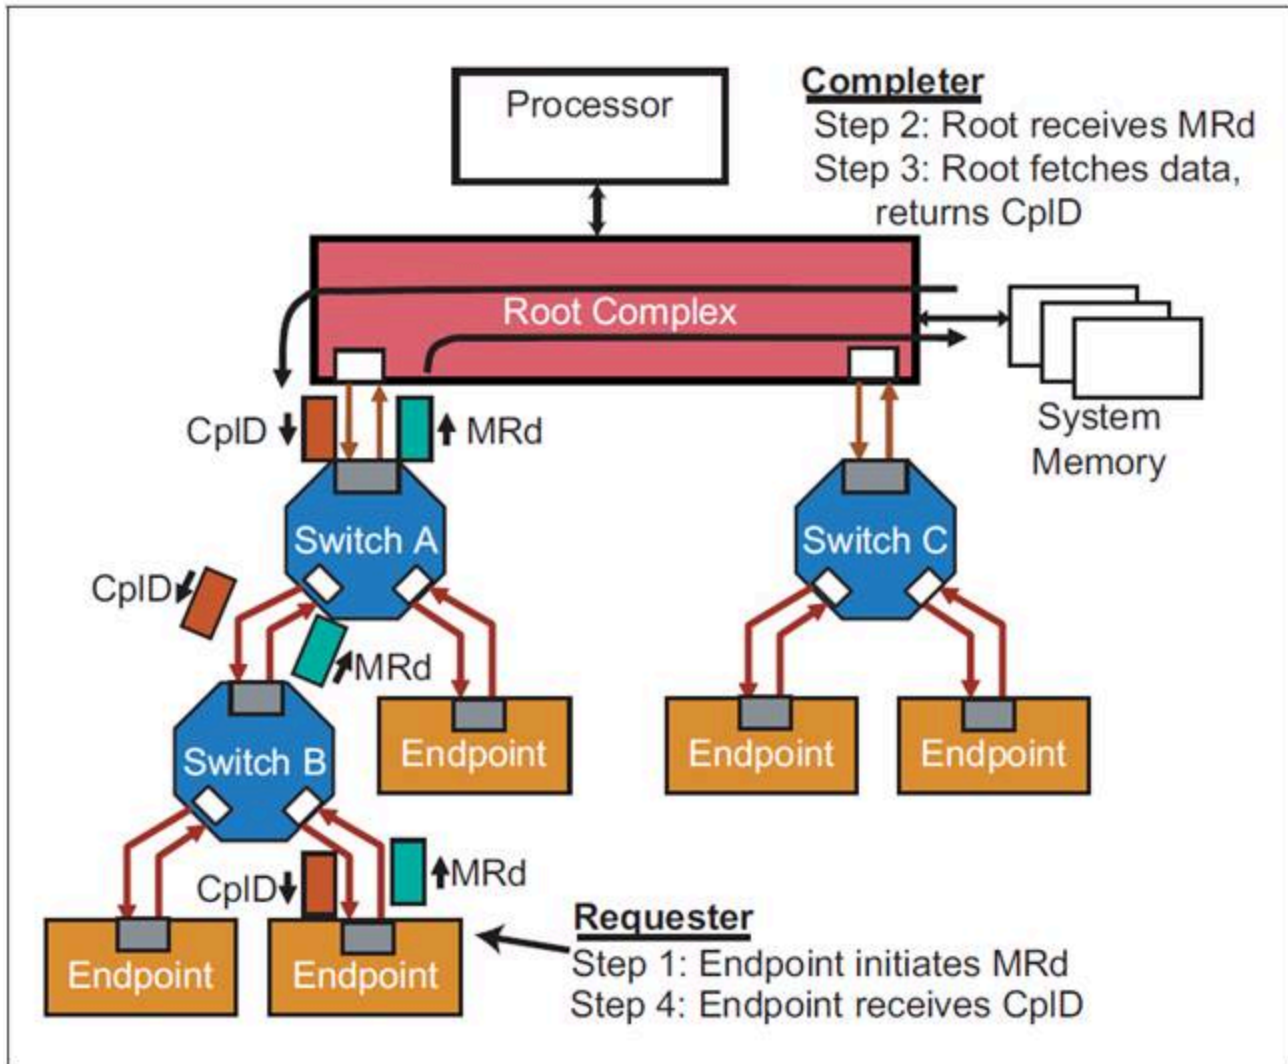 Processor
Completer
Step 2: Root receives MRd
Step 3: Root fetches data,
returns CplD
Root Complex
System
Memory
CplD
MRd
Switch A
Switch C
CplD
MRd
Switch B
Endpoint
Endpoint
Endpoint
CplD
MRd
Endpoint
Endpoint
Requester
Step 1: Endpoint initiates MRd
Step 4: Endpoint receives CplD